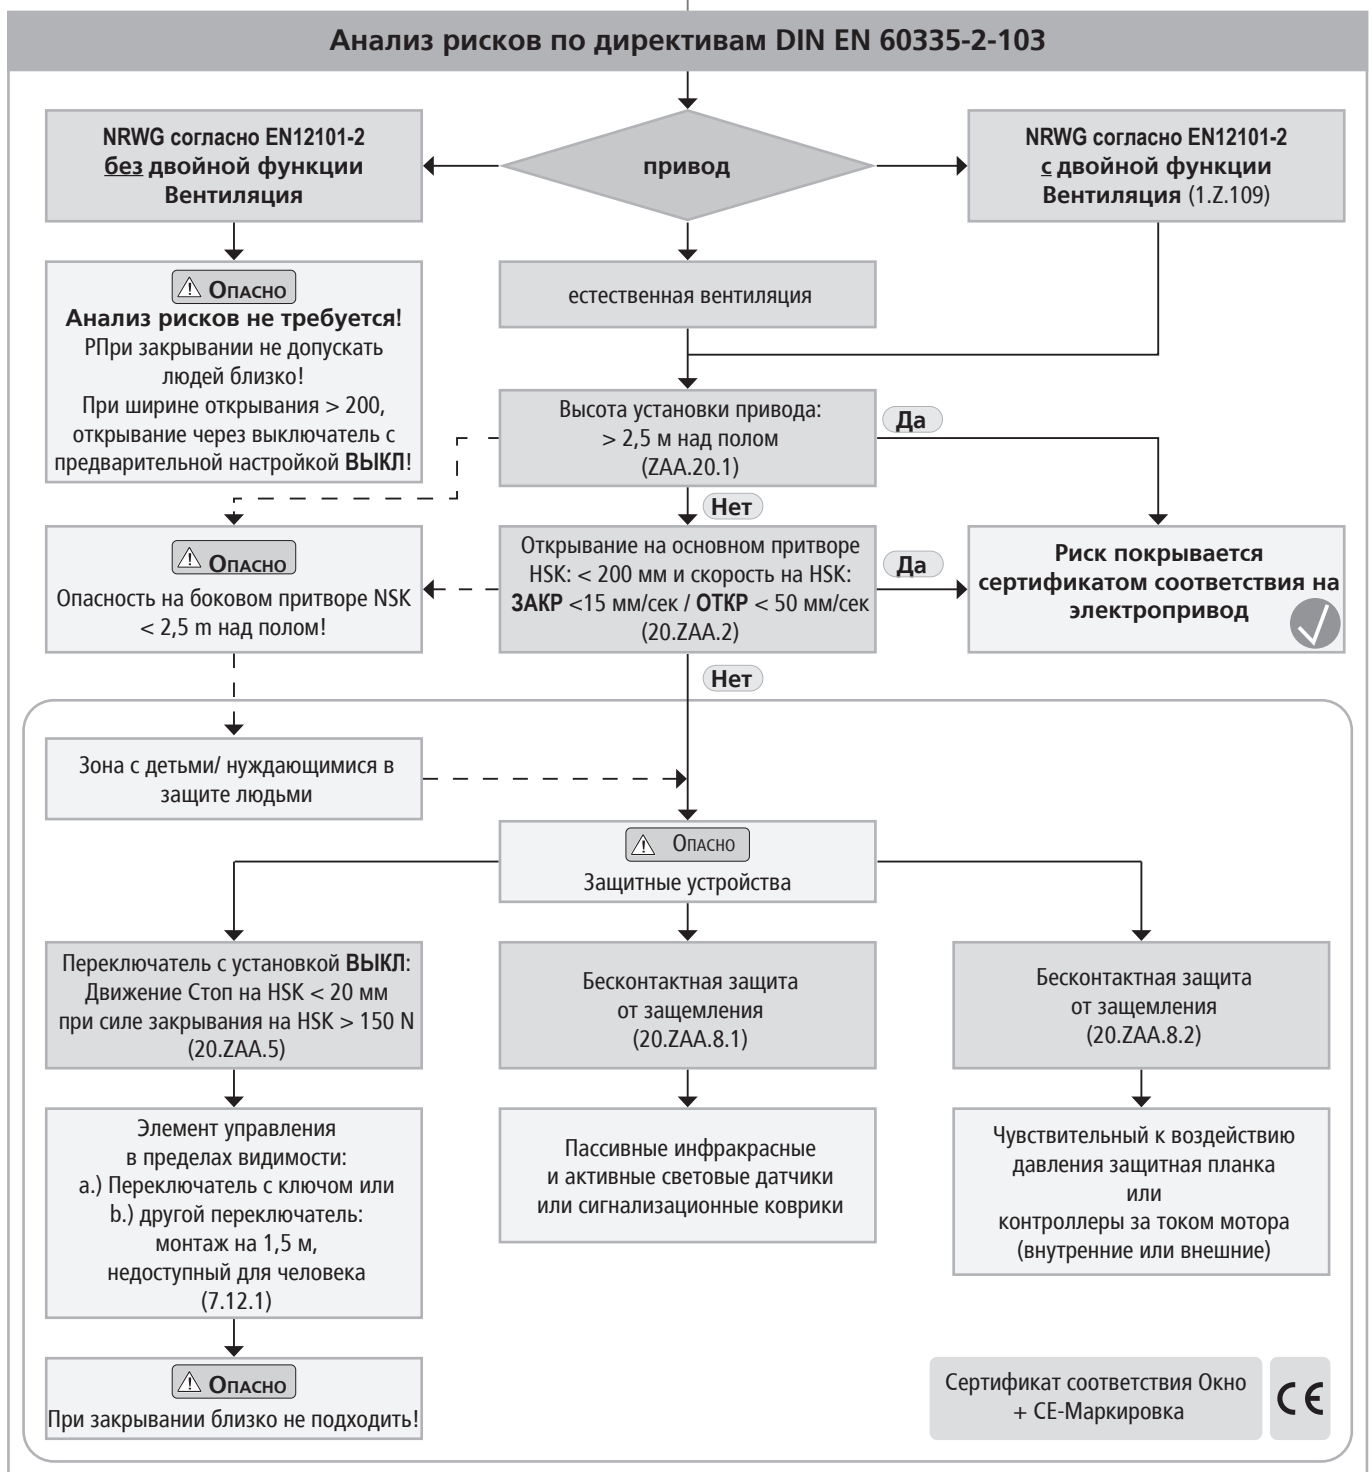 Анализ рисков по директивам DIN EN 60335-2-103
NRWG согласно EN12101-2
без двойной функции
Вентиляция
привод
NRWG согласно EN12101-2
с двойной функции
Вентиляция (1.Z.109)
Опасно
Анализ рисков не требуется!
РПри закрывании не допускать
людей близко!
При ширине открывания > 200,
открывание через выключатель с
предварительной настройкой ВЫКЛ!
естественная вентиляция
Высота установки привода:
> 2,5 м над полом
(ZAA.20.1)
Да
Нет
Опасно
Опасность на боковом притворе NSK
< 2,5 m над полом!
Открывание на основном притворе
HSK: < 200 мм и скорость на HSK:
ЗАКР <15 мм/сек / ОТКР < 50 мм/сек
(20.ZAA.2)
Да
Риск покрывается
сертификатом соответствия на
электропривод
Нет
Зона с детьми/ нуждающимися в
защите людьми
Опасно
Защитные устройства
Переключатель с установкой ВЫКЛ:
Движение Стоп на HSK < 20 мм
при силе закрывания на HSK > 150 N
(20.ZAA.5)
Бесконтактная защита
от защемления
(20.ZAA.8.1)
Бесконтактная защита
от защемления
(20.ZAA.8.2)
Элемент управления
в пределах видимости:
a.) Переключатель с ключом или
b.) другой переключатель:
монтаж на 1,5 м,
недоступный для человека
(7.12.1)
Пассивные инфракрасные
и активные световые датчики
или сигнализационные коврики
Чувствительный к воздействию
давления защитная планка
или
контроллеры за током мотора
(внутренние или внешние)
Опасно
При закрывании близко не подходить!
Сертификат соответствия Окно
+ CE-Маркировка
CE